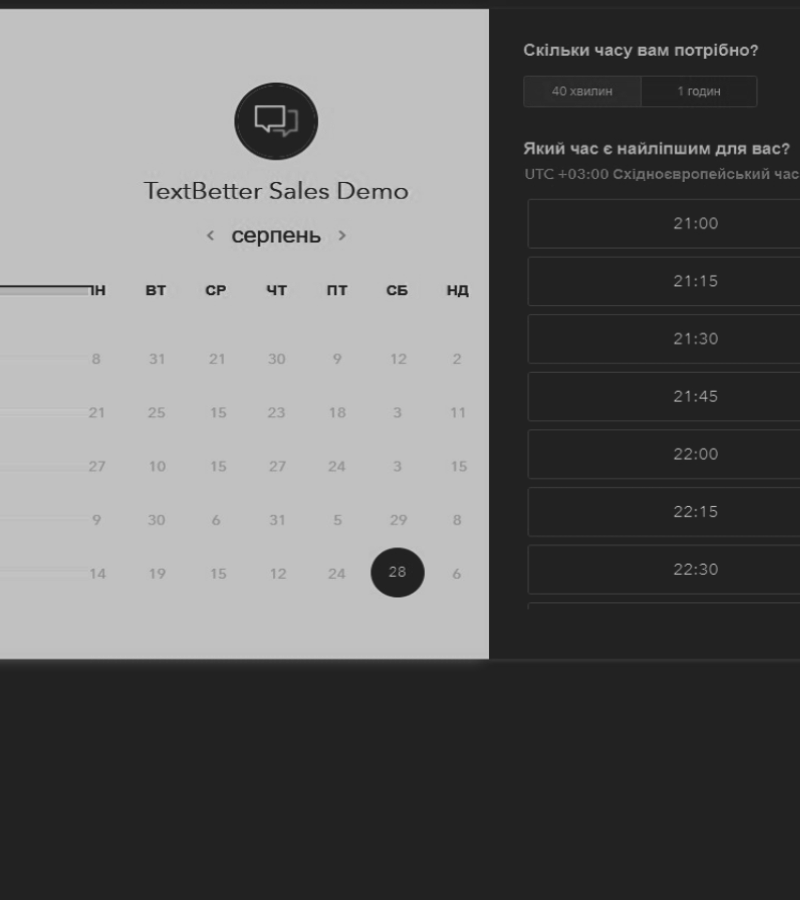 TextBetter Sales Demo
серпень
ПН ВТ СР ЧТ ПТ СБ НД
8 31 21 30 9 12 2
21 25 15 23 18 3 11
27 10 15 27 24 3 15
9 30 6 31 5 29 8
14 19 15 12 24 28 6
Скільки часу вам потрібно?
40 хвилин 1 годин
Який час є найліпшим для вас?
UTC +03:00 Східноєвропейський час
21:00
21:15
21:30
21:45
22:00
22:15
22:30